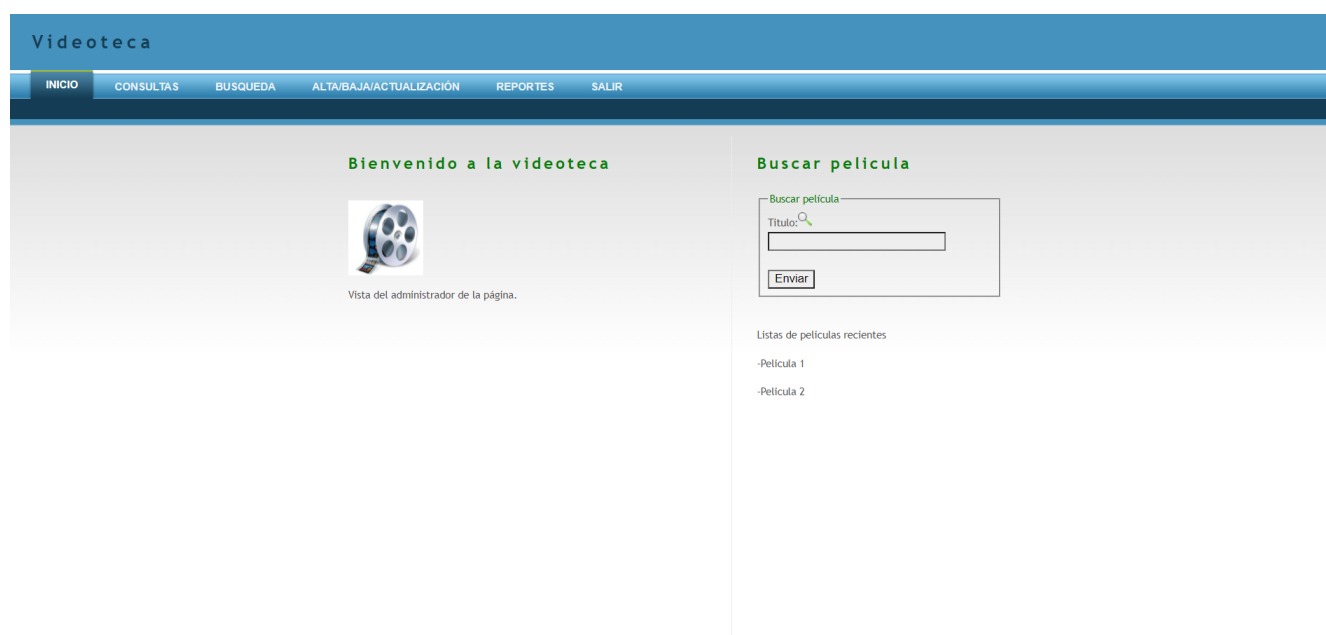 Videoteca
INICIO CONSULTAS BUSQUEDA ALTA/BAJA/ACTUALIZACIÓN REPORTES SALIR
Bienvenido a la videoteca
Vista del administrador de la página.
Buscar pelicula
Buscar película
Titulo:
Enviar
Listas de peliculas recientes
-Pelicula 1
-Pelicula 2